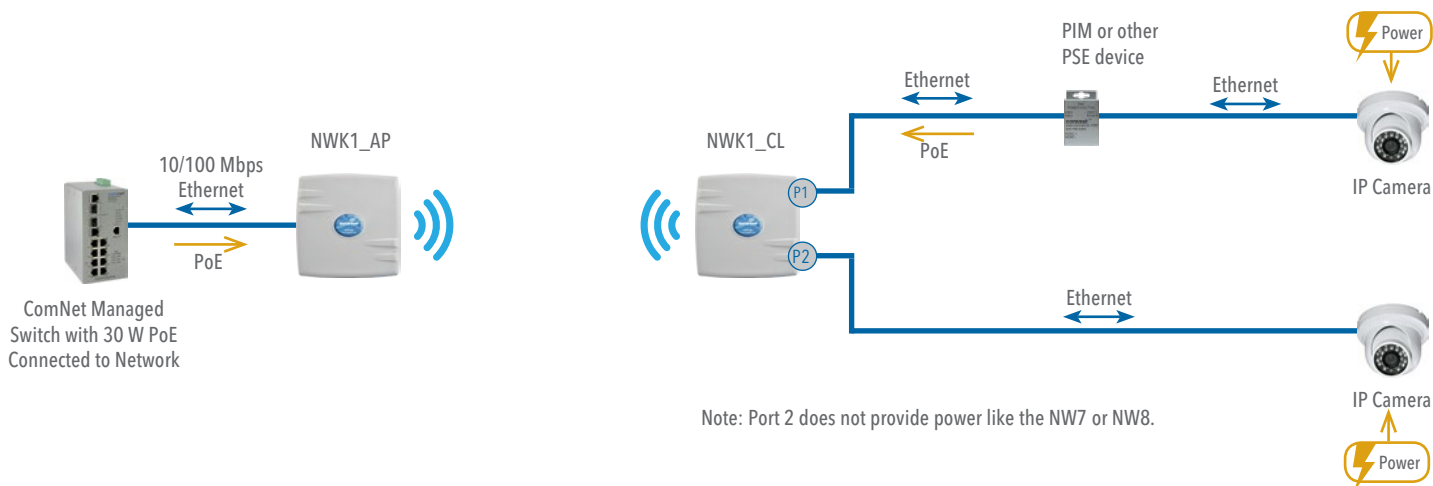 PIM or other
PSE device
Power
Ethernet
Ethernet
PoE
IP Camera
NWK1_AP
NWK1_CL
10/100 Mbps
Ethernet
PoE
P1
P2
ComNet Managed
Switch with 30 W PoE
Connected to Network
Ethernet
IP Camera
Note: Port 2 does not provide power like the NW7 or NW8.
Power